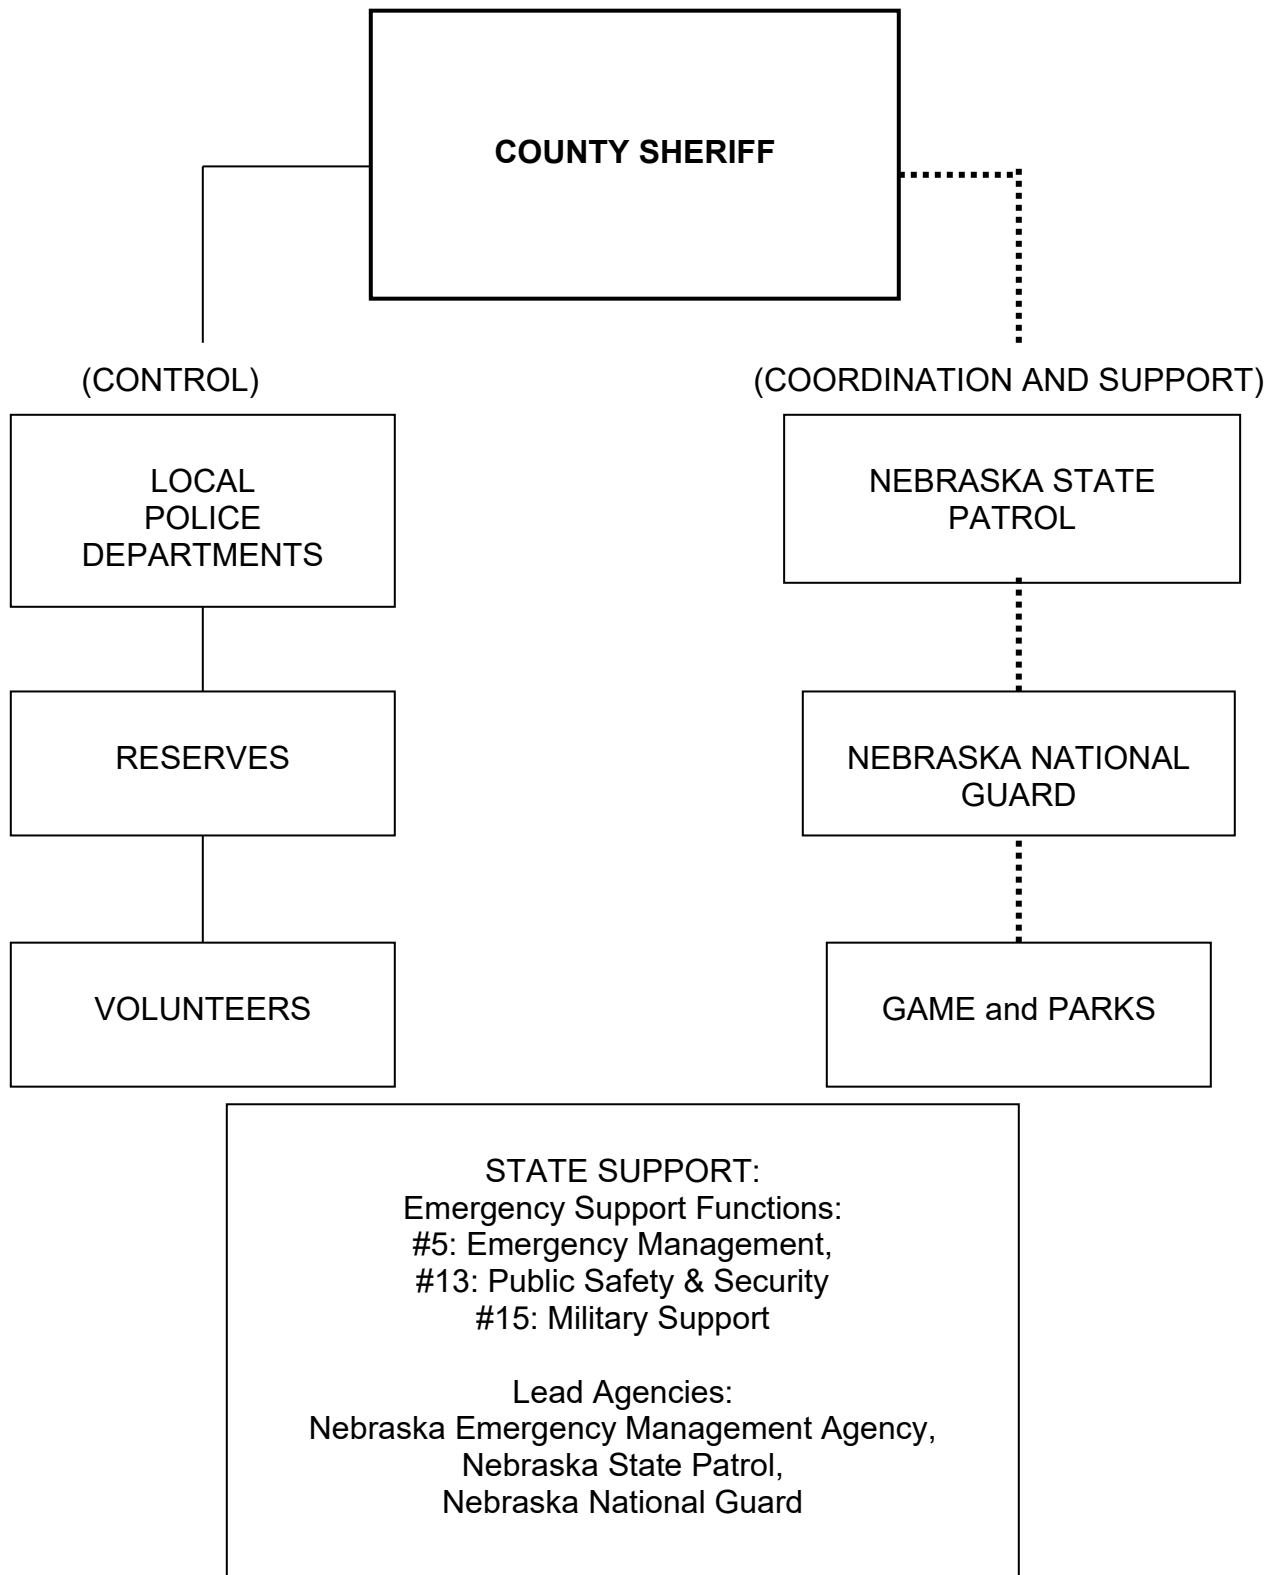 COUNTY SHERIFF
(CONTROL)
(COORDINATION AND SUPPORT)
LOCAL
POLICE
DEPARTMENTS
NEBRASKA STATE
PATROL
RESERVES
NEBRASKA NATIONAL
GUARD
VOLUNTEERS
GAME and PARKS
STATE SUPPORT:
Emergency Support Functions:
#5: Emergency Management,
#13: Public Safety & Security
#15: Military Support
Lead Agencies:
Nebraska Emergency Management Agency,
Nebraska State Patrol,
Nebraska National Guard